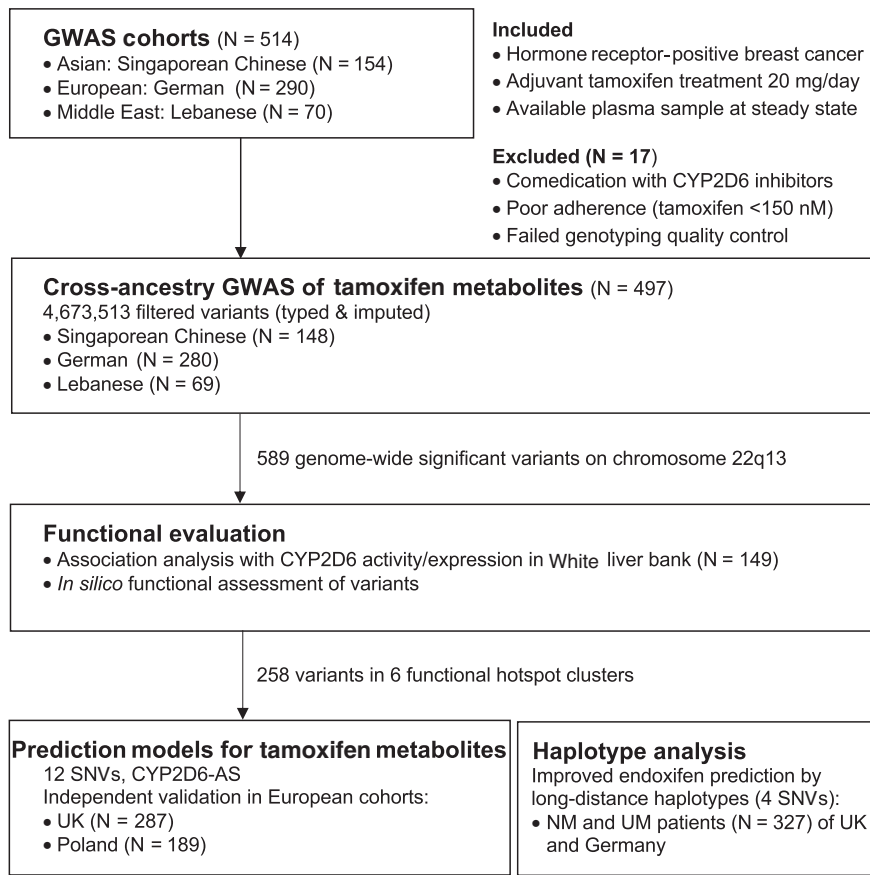 GWAS cohorts (N = 514)
• Asian: Singaporean Chinese (N = 154)
• European: German (N = 290)
• Middle East: Lebanese (N = 70)
Included
• Hormone receptor-positive breast cancer
• Adjuvant tamoxifen treatment 20 mg/day
• Available plasma sample at steady state
Excluded (N = 17)
• Comedication with CYP2D6 inhibitors
• Poor adherence (tamoxifen <150 nM)
• Failed genotyping quality control
Cross-ancestry GWAS of tamoxifen metabolites (N = 497)
4,673,513 filtered variants (typed & imputed)
• Singaporean Chinese (N = 148)
• German (N = 280)
• Lebanese (N = 69)
589 genome-wide significant variants on chromosome 22q13
Functional evaluation
• Association analysis with CYP2D6 activity/expression in White liver bank (N = 149)
• In silico functional assessment of variants
258 variants in 6 functional hotspot clusters
Prediction models for tamoxifen metabolites
12 SNVs, CYP2D6-AS
Independent validation in European cohorts:
• UK (N = 287)
• Poland (N = 189)
Haplotype analysis
Improved endoxifen prediction by
long-distance haplotypes (4 SNVs):
• NM and UM patients (N = 327) of UK
and Germany